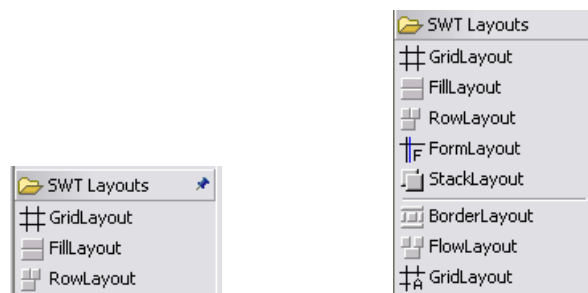 SWT Layouts
GridLayout
FillLayout
RowLayout
SWT Layouts
GridLayout
FillLayout
RowLayout
FormLayout
StackLayout
BorderLayout
FlowLayout
GridLayout